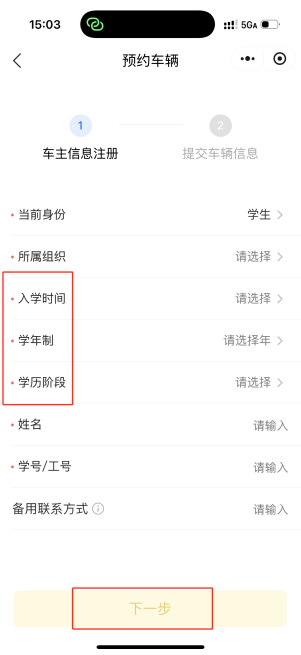 15:03
5GA
预约车辆
1
2
车主信息注册
提交车辆信息
* 当前身份 学生
* 所属组织 请选择
* 入学时间 请选择
* 学年制 请选择年
* 学历阶段 请选择
* 姓名 请输入
* 学号/工号 请输入
备用联系方式 请输入
下一步